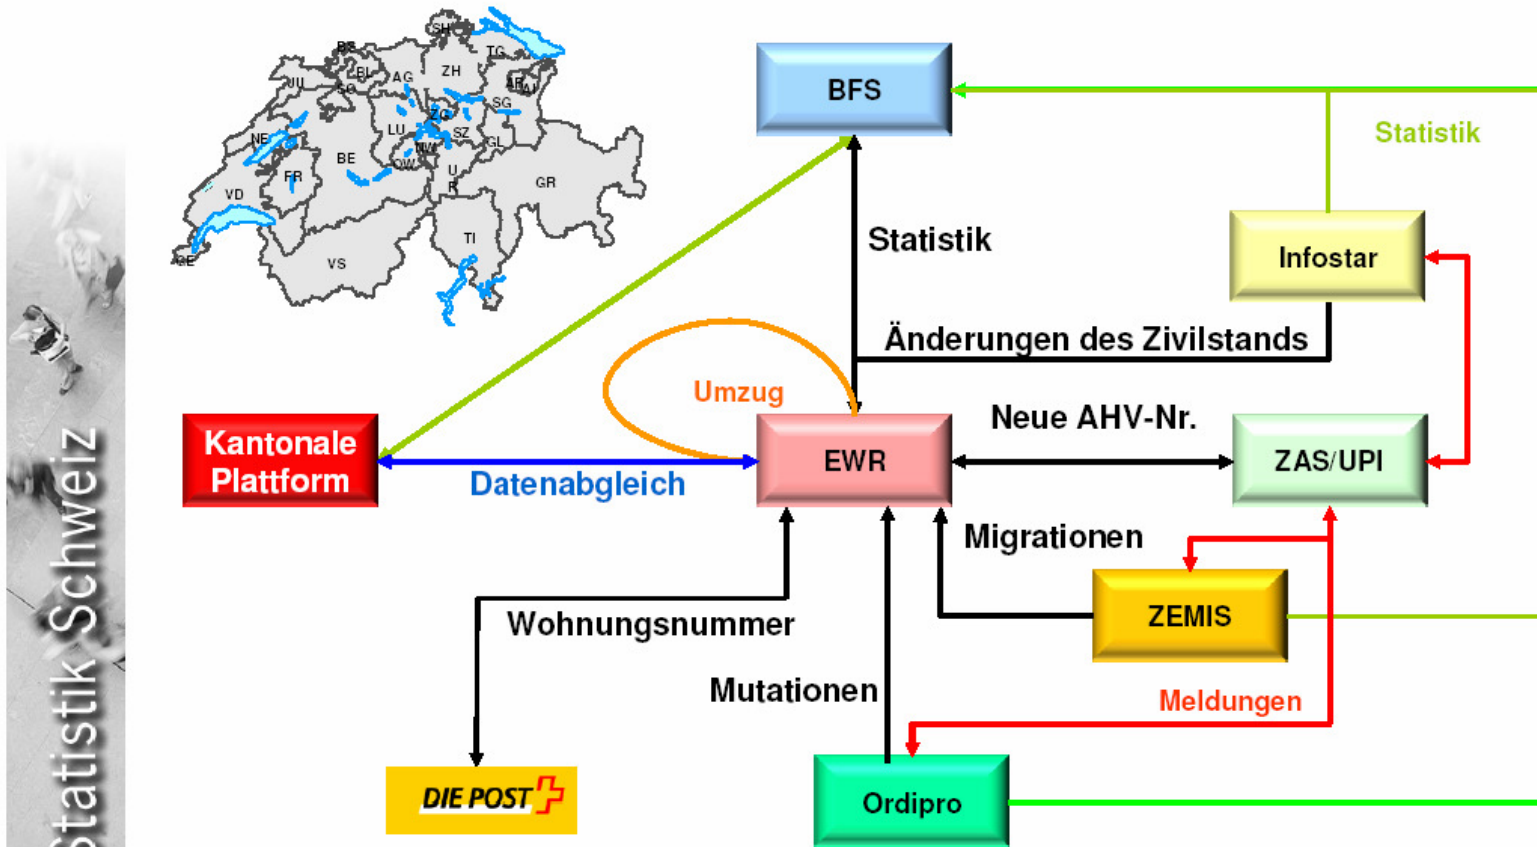 SH
BS
TG
BL
AG
ZH
JU
SO
AR
AI
SG
ZG
NE
LU
SZ
NW
GL
BE
OW
FR
U
R
GR
VD
TI
GE
VS
BFS
Statistik
Infostar
Statistik
Änderungen des Zivilstands
Umzug
Neue AHV-Nr.
Kantonale
Plattform
EWR
ZAS/UPI
Datenabgleich
Migrationen
Wohnungsnummer
ZEMIS
Mutationen
Meldungen
DIE POST
Ordipro
Statistik Schweiz